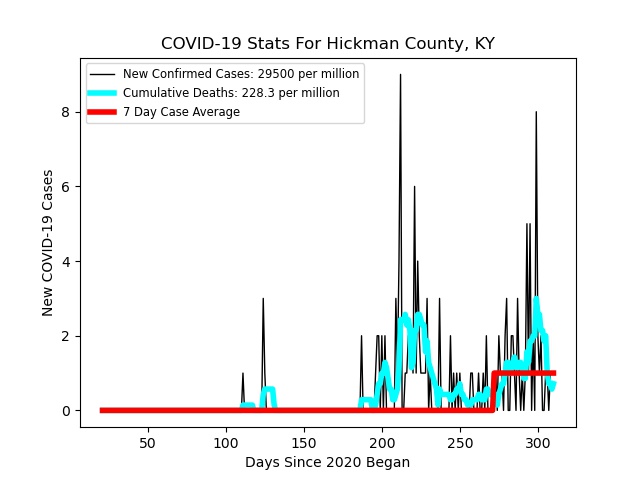 COVID-19 Stats For Hickman County, KY
New Confirmed Cases: 29500 per million
Cumulative Deaths: 228.3 per million
7 Day Case Average
New COVID-19 Cases
8
6
4
2
0
50 100 150 200 250 300
Days Since 2020 Began